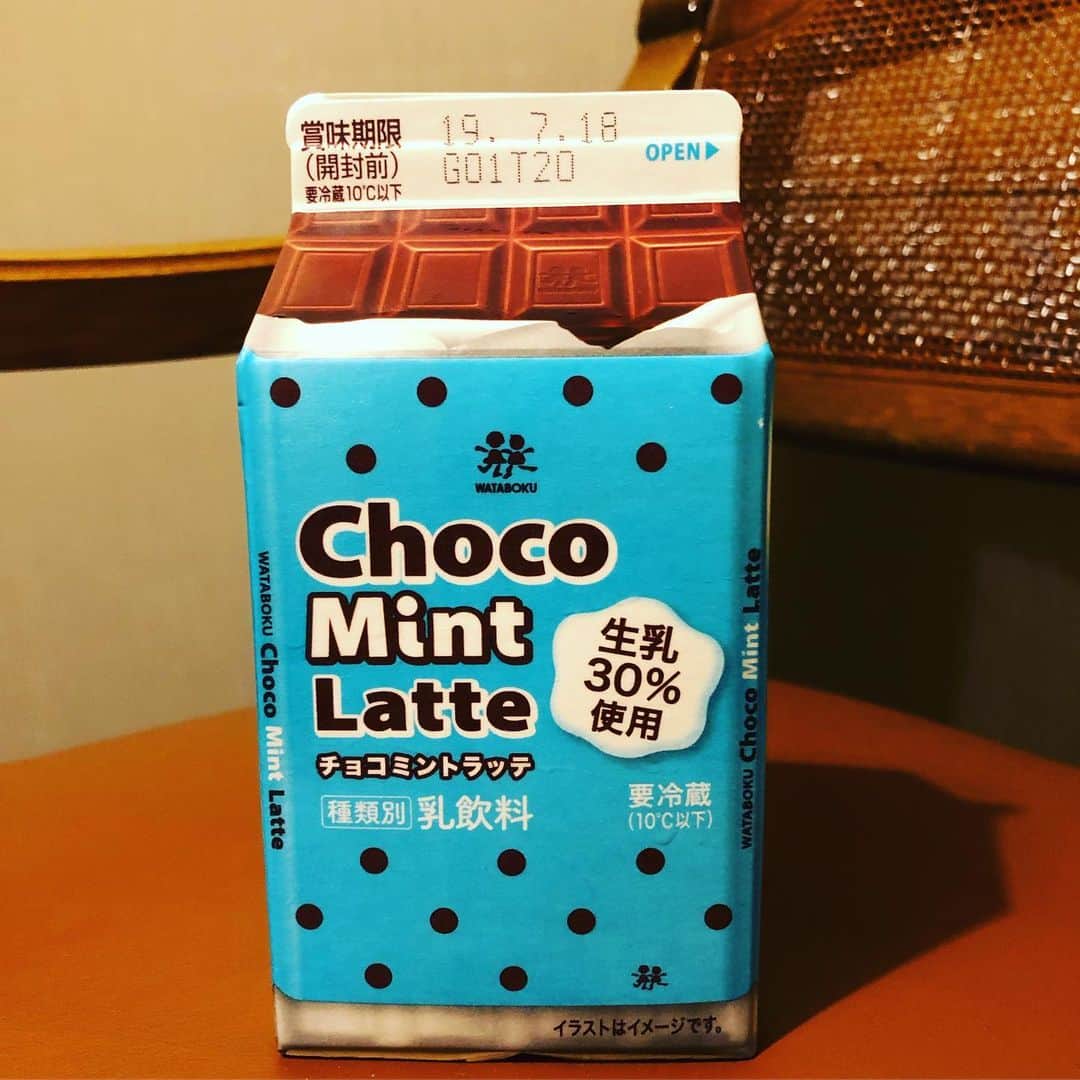 賞味期限
(開封前)
要冷蔵10℃以下
19. 7.18
G01T20
OPEN▶
WATABOKU
Choco
Mint
Latte
チョコミントラッテ
種類別 乳飲料
生乳
30%
使用
要冷蔵
(10℃以下)
WATABOKU Choco Mint Latte
WATABOKU Choco Mint Latte
イラストはイメージです。